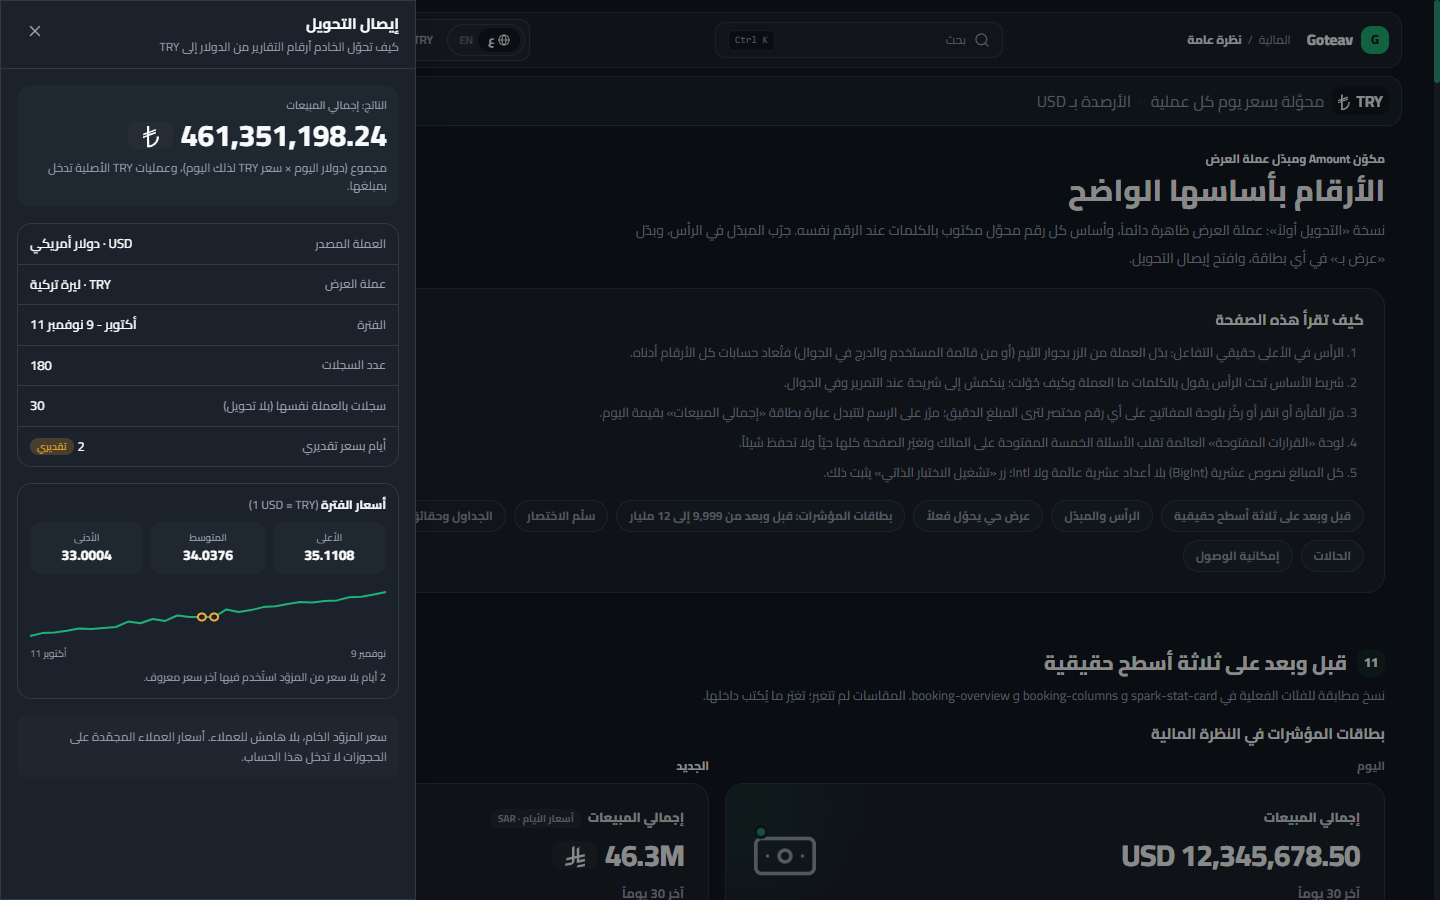 إيصال التحويل
كيف تحوّل الخادم أرقام التقارير من الدولار إلى TRY
الناتج: إجمالي المبيعات
461,351,198.24
مجموع (دولار اليوم × سعر TRY لذلك اليوم)، وعمليات TRY الأصلية تدخل
بمبلغها.
العملة المصدر
USD · دولار أمريكي
عملة العرض
TRY · ليرة تركية
الفترة
11 أكتوبر - 9 نوفمبر
عدد السجلات
180
سجلات بالعملة نفسها (بلا تحويل)
30
أيام بسعر تقديري
2 تقديري
أسعار الفترة (1 USD = TRY)
الأعلى
35.1108
المتوسط
34.0376
الأدنى
33.0004
11 أكتوبر
9 نوفمبر
2 أيام بلا سعر من المزوّد استُخدم فيها آخر سعر معروف.
سعر المزوّد الخام، بلا هامش للعملاء. أسعار العملاء المجمّدة على
الحجوزات لا تدخل هذا الحساب.
G Goteav
المالية / نظرة عامة
بحث Ctrl K
ع EN
TRY
TRY محوَّلة بسعر يوم كل عملية · الأرصدة بـ USD
مكوّن Amount ومبدّل عملة العرض
الأرقام بأساسها الواضح
نسخة «التحويل أولاً»: عملة العرض ظاهرة دائماً، وأساس كل رقم محوّل مكتوب بالكلمات عند الرقم نفسه. جرّب المبدّل في الرأس، وبدّل
«عرض بـ» في أي بطاقة، وافتح إيصال التحويل.
كيف تقرأ هذه الصفحة
1. الرأس في الأعلى حقيقي التفاعل: بدّل العملة من الزر بجوار الثيم (أو من قائمة المستخدم والدرج في الجوال) فتُعاد حسابات كل الأرقام أدناه.
2. شريط الأساس تحت الرأس يقول بالكلمات ما العملة وكيف حُوّلت؛ ينكمش إلى شريحة عند التمرير وفي الجوال.
3. مرّر الفأرة أو انقر أو ركّز بلوحة المفاتيح على أي رقم مختصر لترى المبلغ الدقيق؛ مرّر على الرسم لتتبدل عبارة بطاقة «إجمالي المبيعات» بقيمة اليوم.
4. لوحة «القرارات المفتوحة» العائمة تقلب الأسئلة الخمسة المفتوحة على المالك وتغيّر الصفحة كلها حيّاً ولا تحفظ شيئاً.
5. كل المبالغ نصوص عشرية (BigInt) بلا أعداد عشرية عائمة ولا Intl؛ زر «تشغيل الاختبار الذاتي» يثبت ذلك.
قبل وبعد على ثلاثة أسطح حقيقية
الرأس والمبدّل
عرض حي يحوّل فعلاً
بطاقات المؤشرات: قبل وبعد من 9,999 إلى 12 مليار
سلّم الاختصار
الجداول وحقائق
الحالات
إمكانية الوصول
11 قبل وبعد على ثلاثة أسطح حقيقية
نسخ مطابقة للفئات الفعلية في spark-stat-card و booking-columns و booking-overview. المقاسات لم تتغير؛ تغيّر ما يُكتب داخلها.
بطاقات المؤشرات في النظرة المالية
اليوم
إجمالي المبيعات
USD 12,345,678.50
آخر 30 يوماً
الجديد
إجمالي المبيعات
أسعار الأيام · SAR
46.3M
آخر 30 يوماً